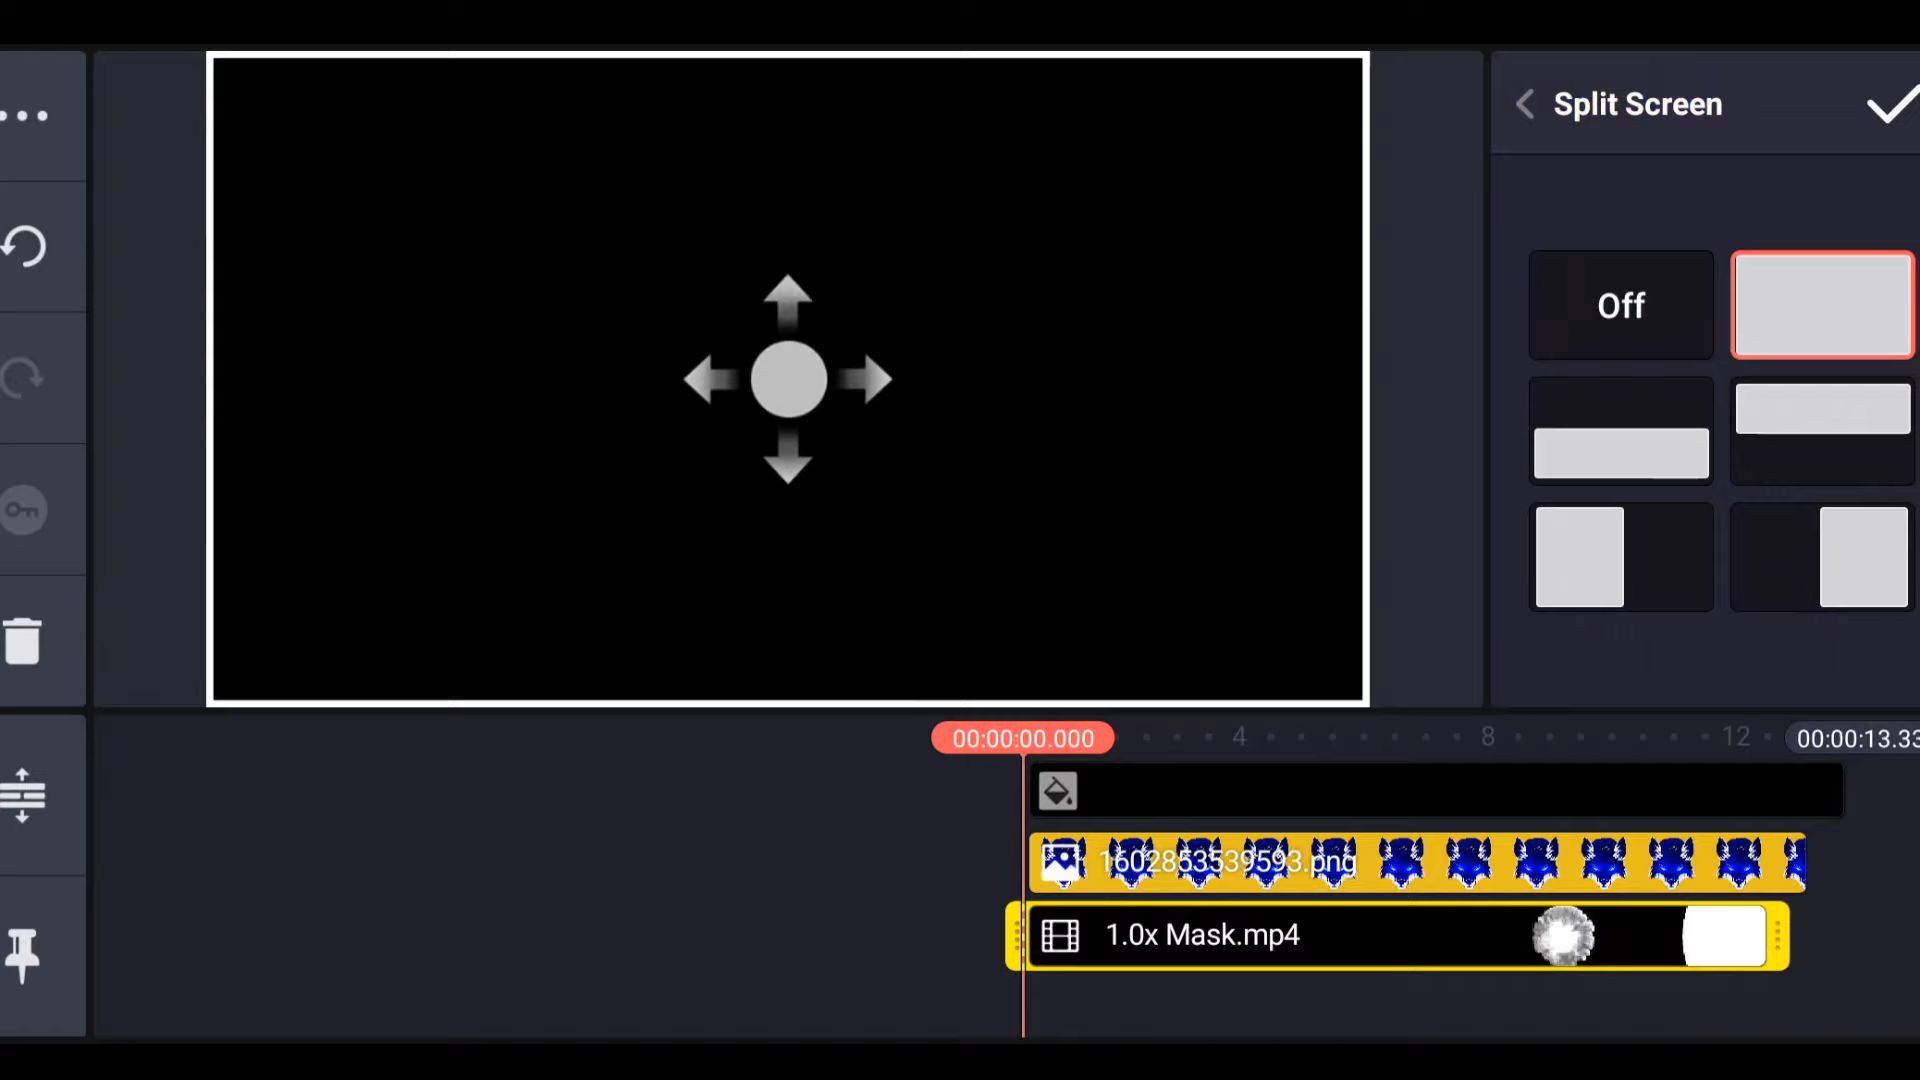 Split Screen
Off
00:00:00.000
4
8
12
00:00:13.33
1602853539593.png
1.0x Mask.mp4